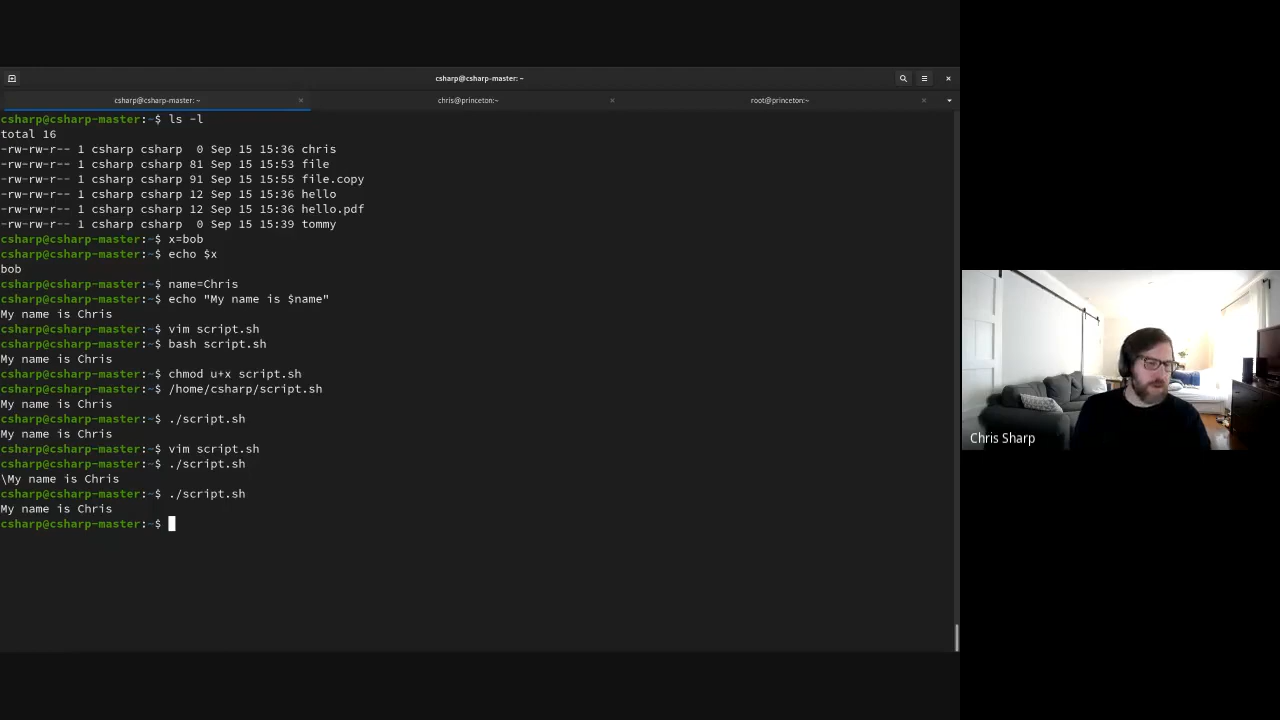 csharp@csharp-master: ~
csharp@csharp-master: ~
chris@princeton:~
root@princeton:~
csharp@csharp-master:~$ ls -l
total 16
-rw-rw-r-- 1 csharp csharp  0 Sep 15 15:36 chris
-rw-rw-r-- 1 csharp csharp 81 Sep 15 15:53 file
-rw-rw-r-- 1 csharp csharp 91 Sep 15 15:55 file.copy
-rw-rw-r-- 1 csharp csharp 12 Sep 15 15:36 hello
-rw-rw-r-- 1 csharp csharp 12 Sep 15 15:36 hello.pdf
-rw-rw-r-- 1 csharp csharp  0 Sep 15 15:39 tommy
csharp@csharp-master:~$ x=bob
csharp@csharp-master:~$ echo $x
bob
csharp@csharp-master:~$ name=Chris
csharp@csharp-master:~$ echo "My name is $name"
My name is Chris
csharp@csharp-master:~$ vim script.sh
csharp@csharp-master:~$ bash script.sh
My name is Chris
csharp@csharp-master:~$ chmod u+x script.sh
csharp@csharp-master:~$ /home/csharp/script.sh
My name is Chris
csharp@csharp-master:~$ ./script.sh
My name is Chris
csharp@csharp-master:~$ vim script.sh
csharp@csharp-master:~$ ./script.sh
\My name is Chris
csharp@csharp-master:~$ ./script.sh
My name is Chris
csharp@csharp-master:~$
Chris Sharp